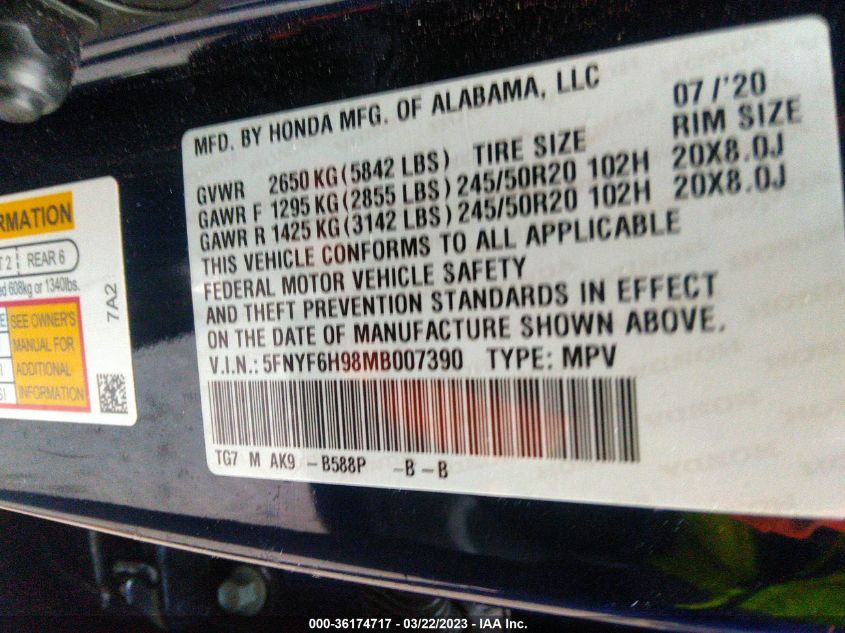 MFD. BY HONDA MFG. OF ALABAMA, LLC 07/'20
TIRE SIZE RIM SIZE
GVWR 2650 KG (5842 LBS)
GAWR F 1295 KG (2855 LBS) 245/50R20 102H 20X8.0J
GAWR R 1425 KG (3142 LBS) 245/50R20 102H 20X8.0J
THIS VEHICLE CONFORMS TO ALL APPLICABLE
FEDERAL MOTOR VEHICLE SAFETY
AND THEFT PREVENTION STANDARDS IN EFFECT
ON THE DATE OF MANUFACTURE SHOWN ABOVE.
V.I.N.: 5FNYF6H98MB007390 TYPE: MPV
TG7 M AK9 -B588P -B-B
REAR 6
608kg or 1340lbs.
SEE OWNER'S
MANUAL FOR
ADDITIONAL
INFORMATION
7A2
000-36174717 - 03/22/2023 - IAA Inc.